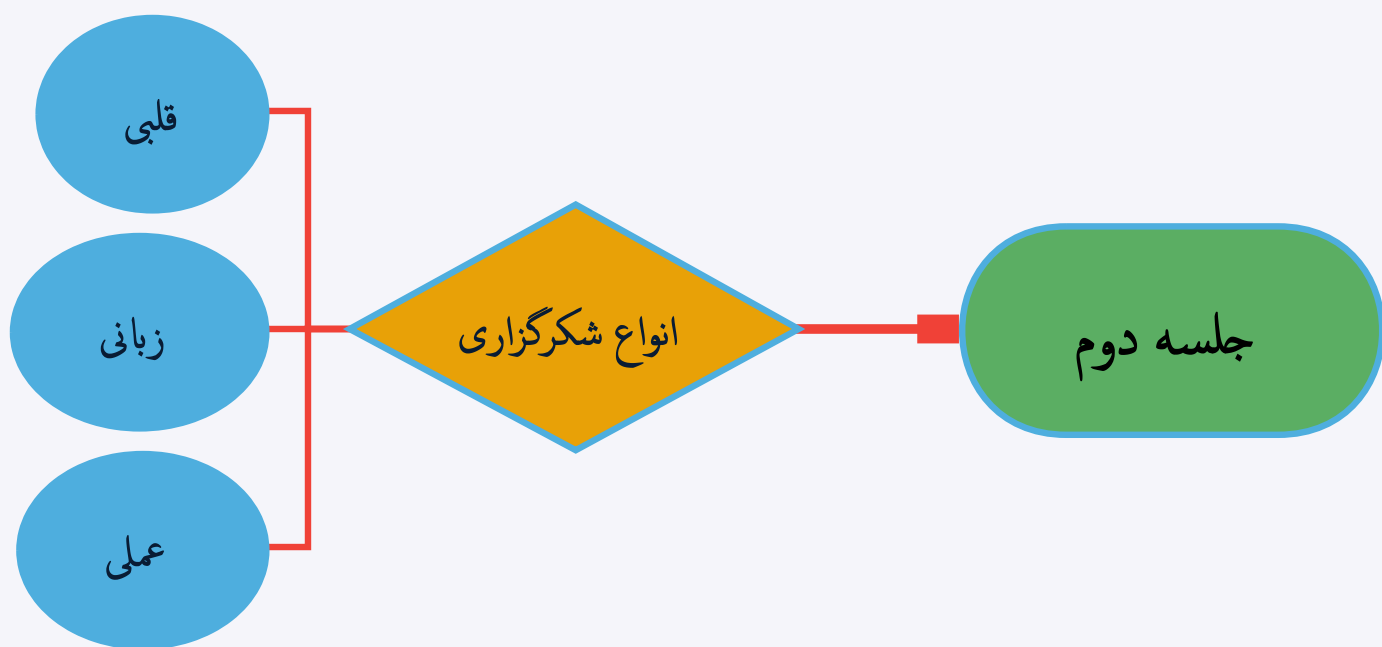 جلسه دوم
انواع شکرگزاری
قلبی
زبانی
عملی